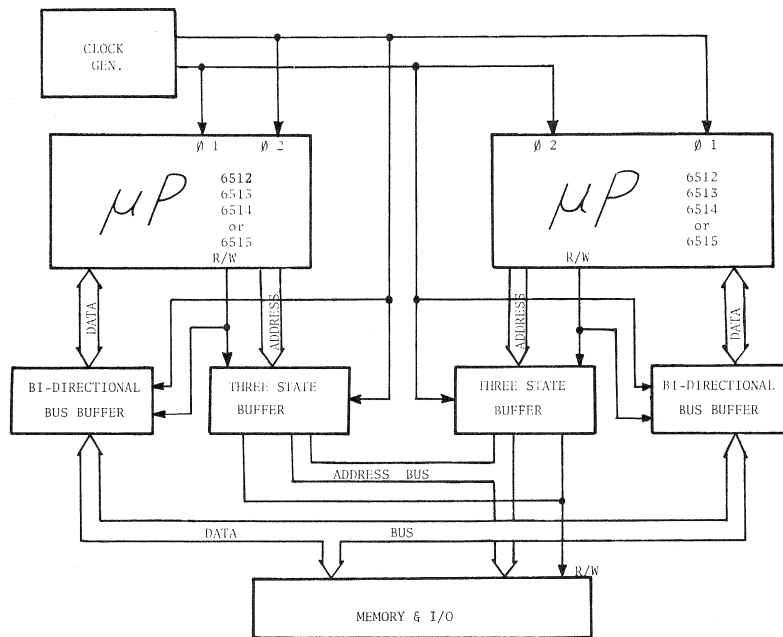 CLOCK
GEN.
Ø 1 Ø 2
µP
6512
6513
6514
or
6515
R/W
Ø 2 Ø 1
µP
6512
6513
6514
or
6515
R/W
DATA
ADDRESS
ADDRESS
DATA
BI-DIRECTIONAL
BUS BUFFER
THREE STATE
BUFFER
THREE STATE
BUFFER
BI-DIRECTIONAL
BUS BUFFER
ADDRESS BUS
DATA BUS
R/W
MEMORY & I/O